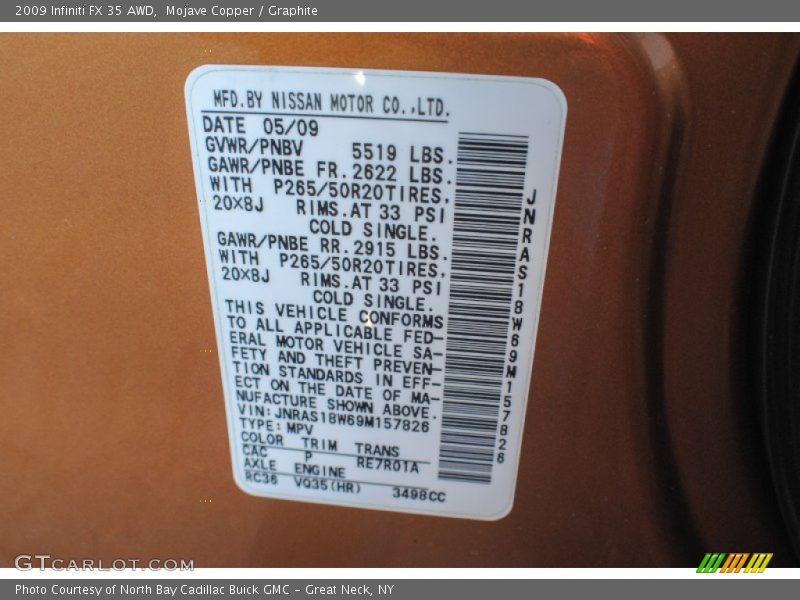 2009 Infiniti FX 35 AWD,  Mojave Copper / Graphite
MFD.BY NISSAN MOTOR CO.,LTD.
DATE 05/09
GVWR/PNBV 5519 LBS.
GAWR/PNBE FR. 2622 LBS.
WITH P265/50R20TIRES,
20X8J RIMS.AT 33 PSI
COLD SINGLE.
GAWR/PNBE RR. 2915 LBS.
WITH P265/50R20TIRES,
20X8J RIMS.AT 33 PSI
COLD SINGLE.
THIS VEHICLE CONFORMS
TO ALL APPLICABLE FED-
ERAL MOTOR VEHICLE SA-
FETY AND THEFT PREVEN-
TION STANDARDS IN EFF-
ECT ON THE DATE OF MA-
NUFACTURE SHOWN ABOVE.
VIN:JNRAS18W69M157826
TYPE:MPV
COLOR TRIM TRANS
CAC P RE7R01A
AXLE ENGINE
RC36 VQ35(HR) 3498CC
JNRAS18W69M157826
GTCARLOT.COM
Photo Courtesy of North Bay Cadillac Buick GMC - Great Neck, NY